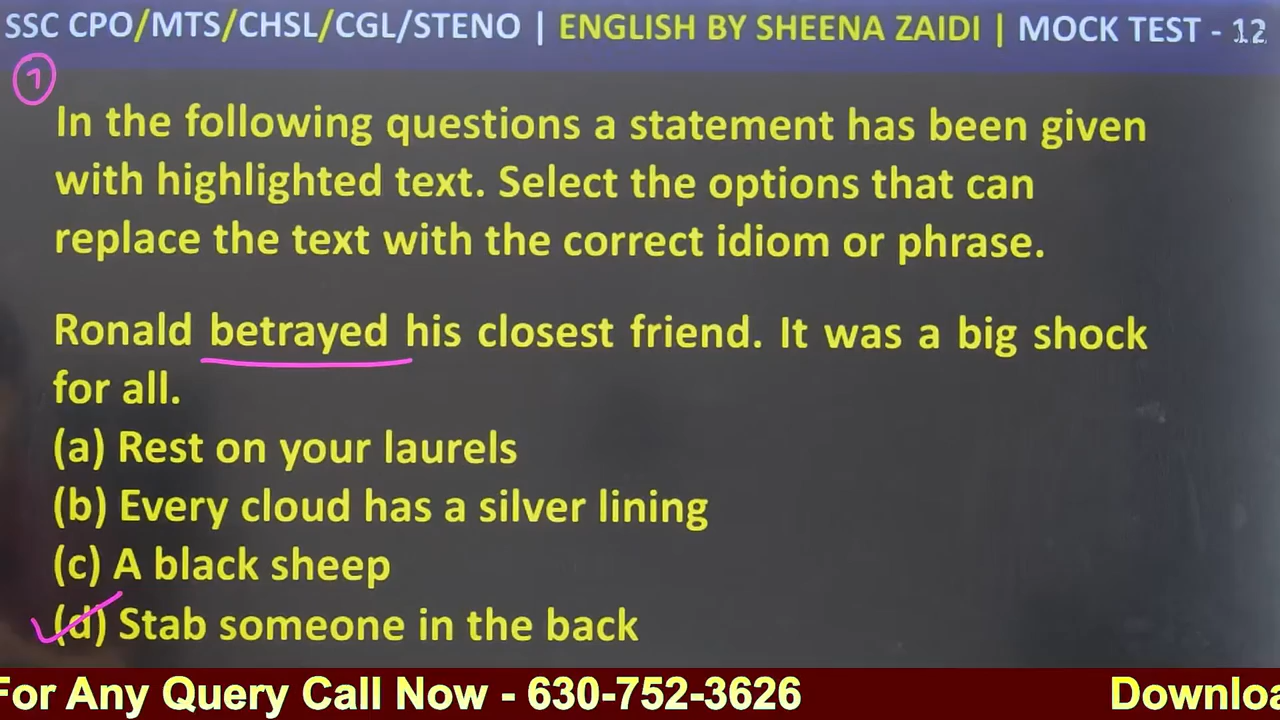 SSC CPO/MTS/CHSL/CGL/STENO | ENGLISH BY SHEENA ZAIDI | MOCK TEST - 12
1
In the following questions a statement has been given
with highlighted text. Select the options that can
replace the text with the correct idiom or phrase.
Ronald betrayed his closest friend. It was a big shock
for all.
(a) Rest on your laurels
(b) Every cloud has a silver lining
(c) A black sheep
(d) Stab someone in the back
For Any Query Call Now - 630-752-3626